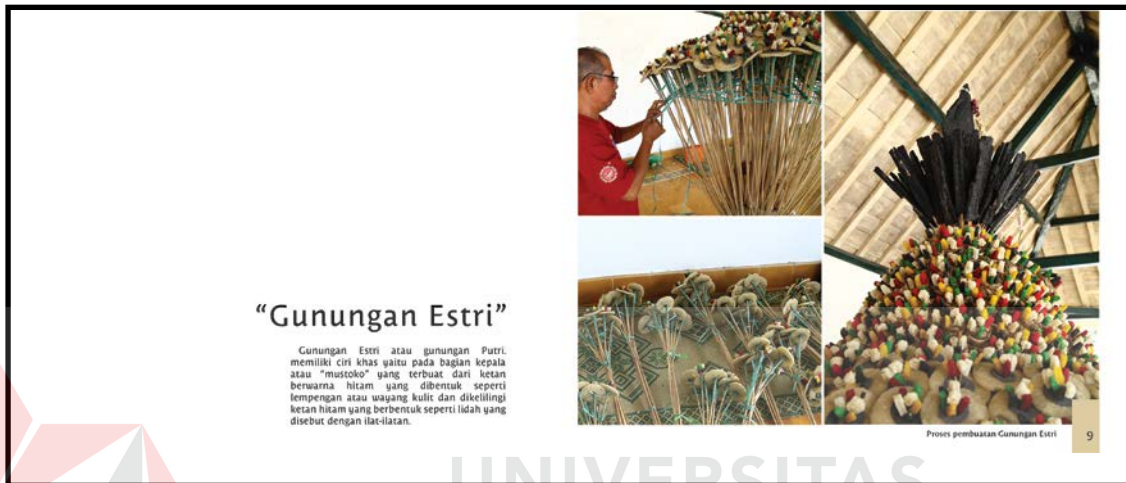 “Gunungan Estri”
Gunungan Estri atau gunungan Putri.
memiliki ciri khas yaitu pada bagian kepala
atau “mustoko” yang terbuat dari ketan
berwarna hitam yang dibentuk seperti
lempengan atau wayang kulit dan dikelilingi
ketan hitam yang berbentuk seperti lidah yang
disebut dengan ilat-ilatan.
Proses pembuatan Gunungan Estri
9
UNIVERSITAS